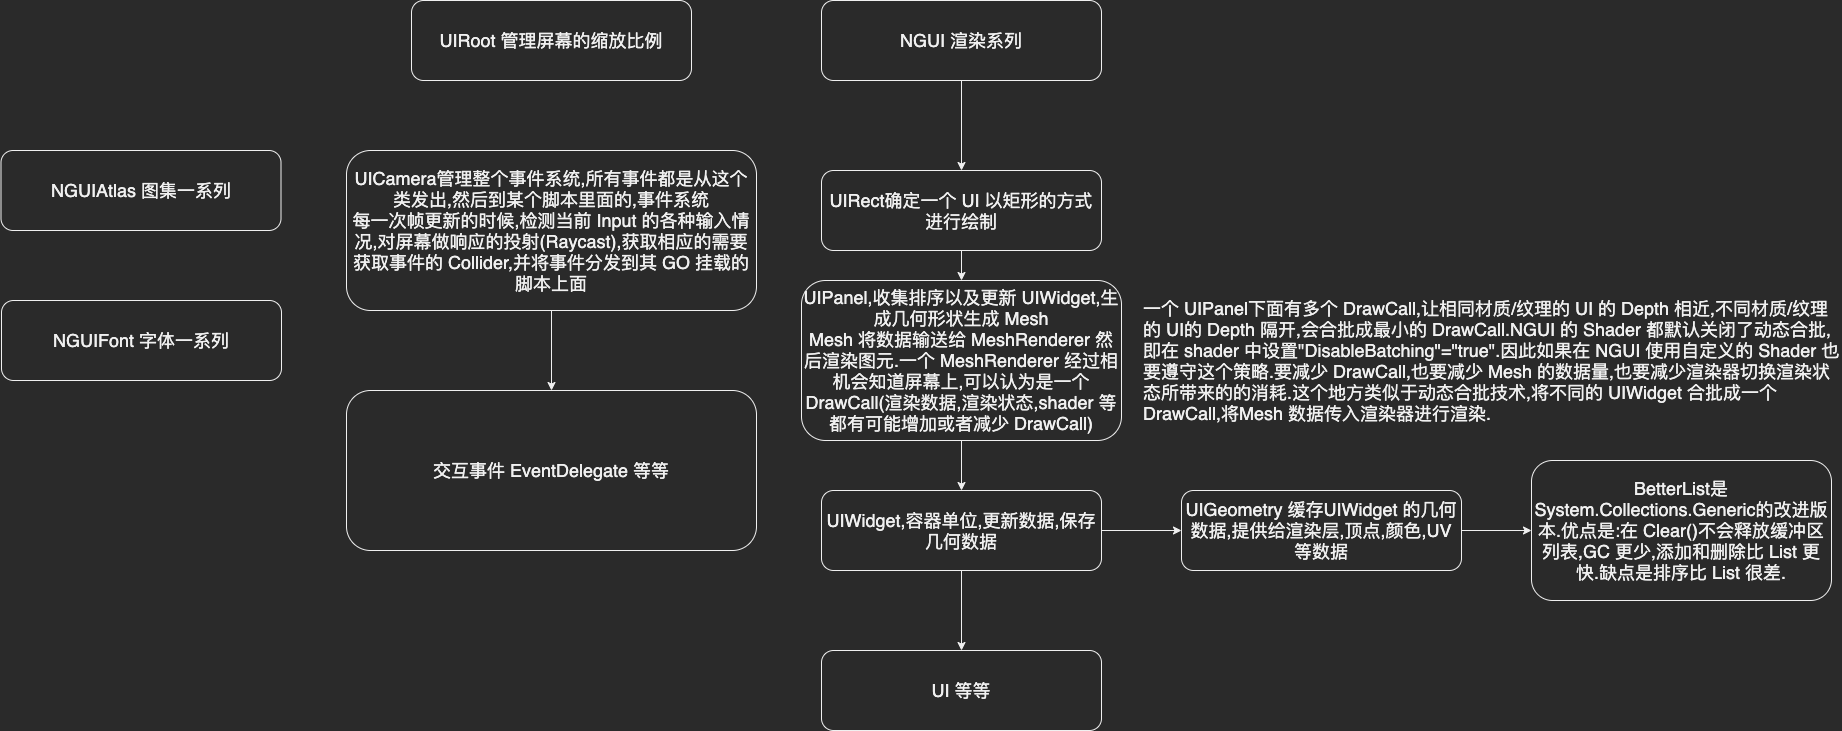 UIRoot 管理屏幕的缩放比例
NGUI 渲染系列
NGUIAtlas 图集一系列
NGUIFont 字体一系列
UICamera管理整个事件系统,所有事件都是从这个
类发出,然后到某个脚本里面的,事件系统
每一次帧更新的时候,检测当前 Input 的各种输入情
况,对屏幕做响应的投射(Raycast),获取相应的需要
获取事件的 Collider,并将事件分发到其 GO 挂载的
脚本上面
交互事件 EventDelegate 等等
UIRect确定一个 UI 以矩形的方式
进行绘制
UIPanel,收集排序以及更新 UIWidget,生
成几何形状生成 Mesh
Mesh 将数据输送给 MeshRenderer 然
后渲染图元.一个 MeshRenderer 经过相
机会知道屏幕上,可以认为是一个
DrawCall(渲染数据,渲染状态,shader 等
都有可能增加或者减少 DrawCall)
一个 UIPanel下面有多个 DrawCall,让相同材质/纹理的 UI 的 Depth 相近,不同材质/纹理
的 UI的 Depth 隔开,会合批成最小的 DrawCall.NGUI 的 Shader 都默认关闭了动态合批,
即在 shader 中设置"DisableBatching"="true".因此如果在 NGUI 使用自定义的 Shader 也
要遵守这个策略.要减少 DrawCall,也要减少 Mesh 的数据量,也要减少渲染器切换渲染状
态所带来的的消耗.这个地方类似于动态合批技术,将不同的 UIWidget 合批成一个
DrawCall,将Mesh 数据传入渲染器进行渲染.
UIWidget,容器单位,更新数据,保存
几何数据
UIGeometry 缓存UIWidget 的几何
数据,提供给渲染层,顶点,颜色,UV
等数据
BetterList是
System.Collections.Generic的改进版
本.优点是:在 Clear()不会释放缓冲区
列表,GC 更少,添加和删除比 List 更
快.缺点是排序比 List 很差.
UI 等等